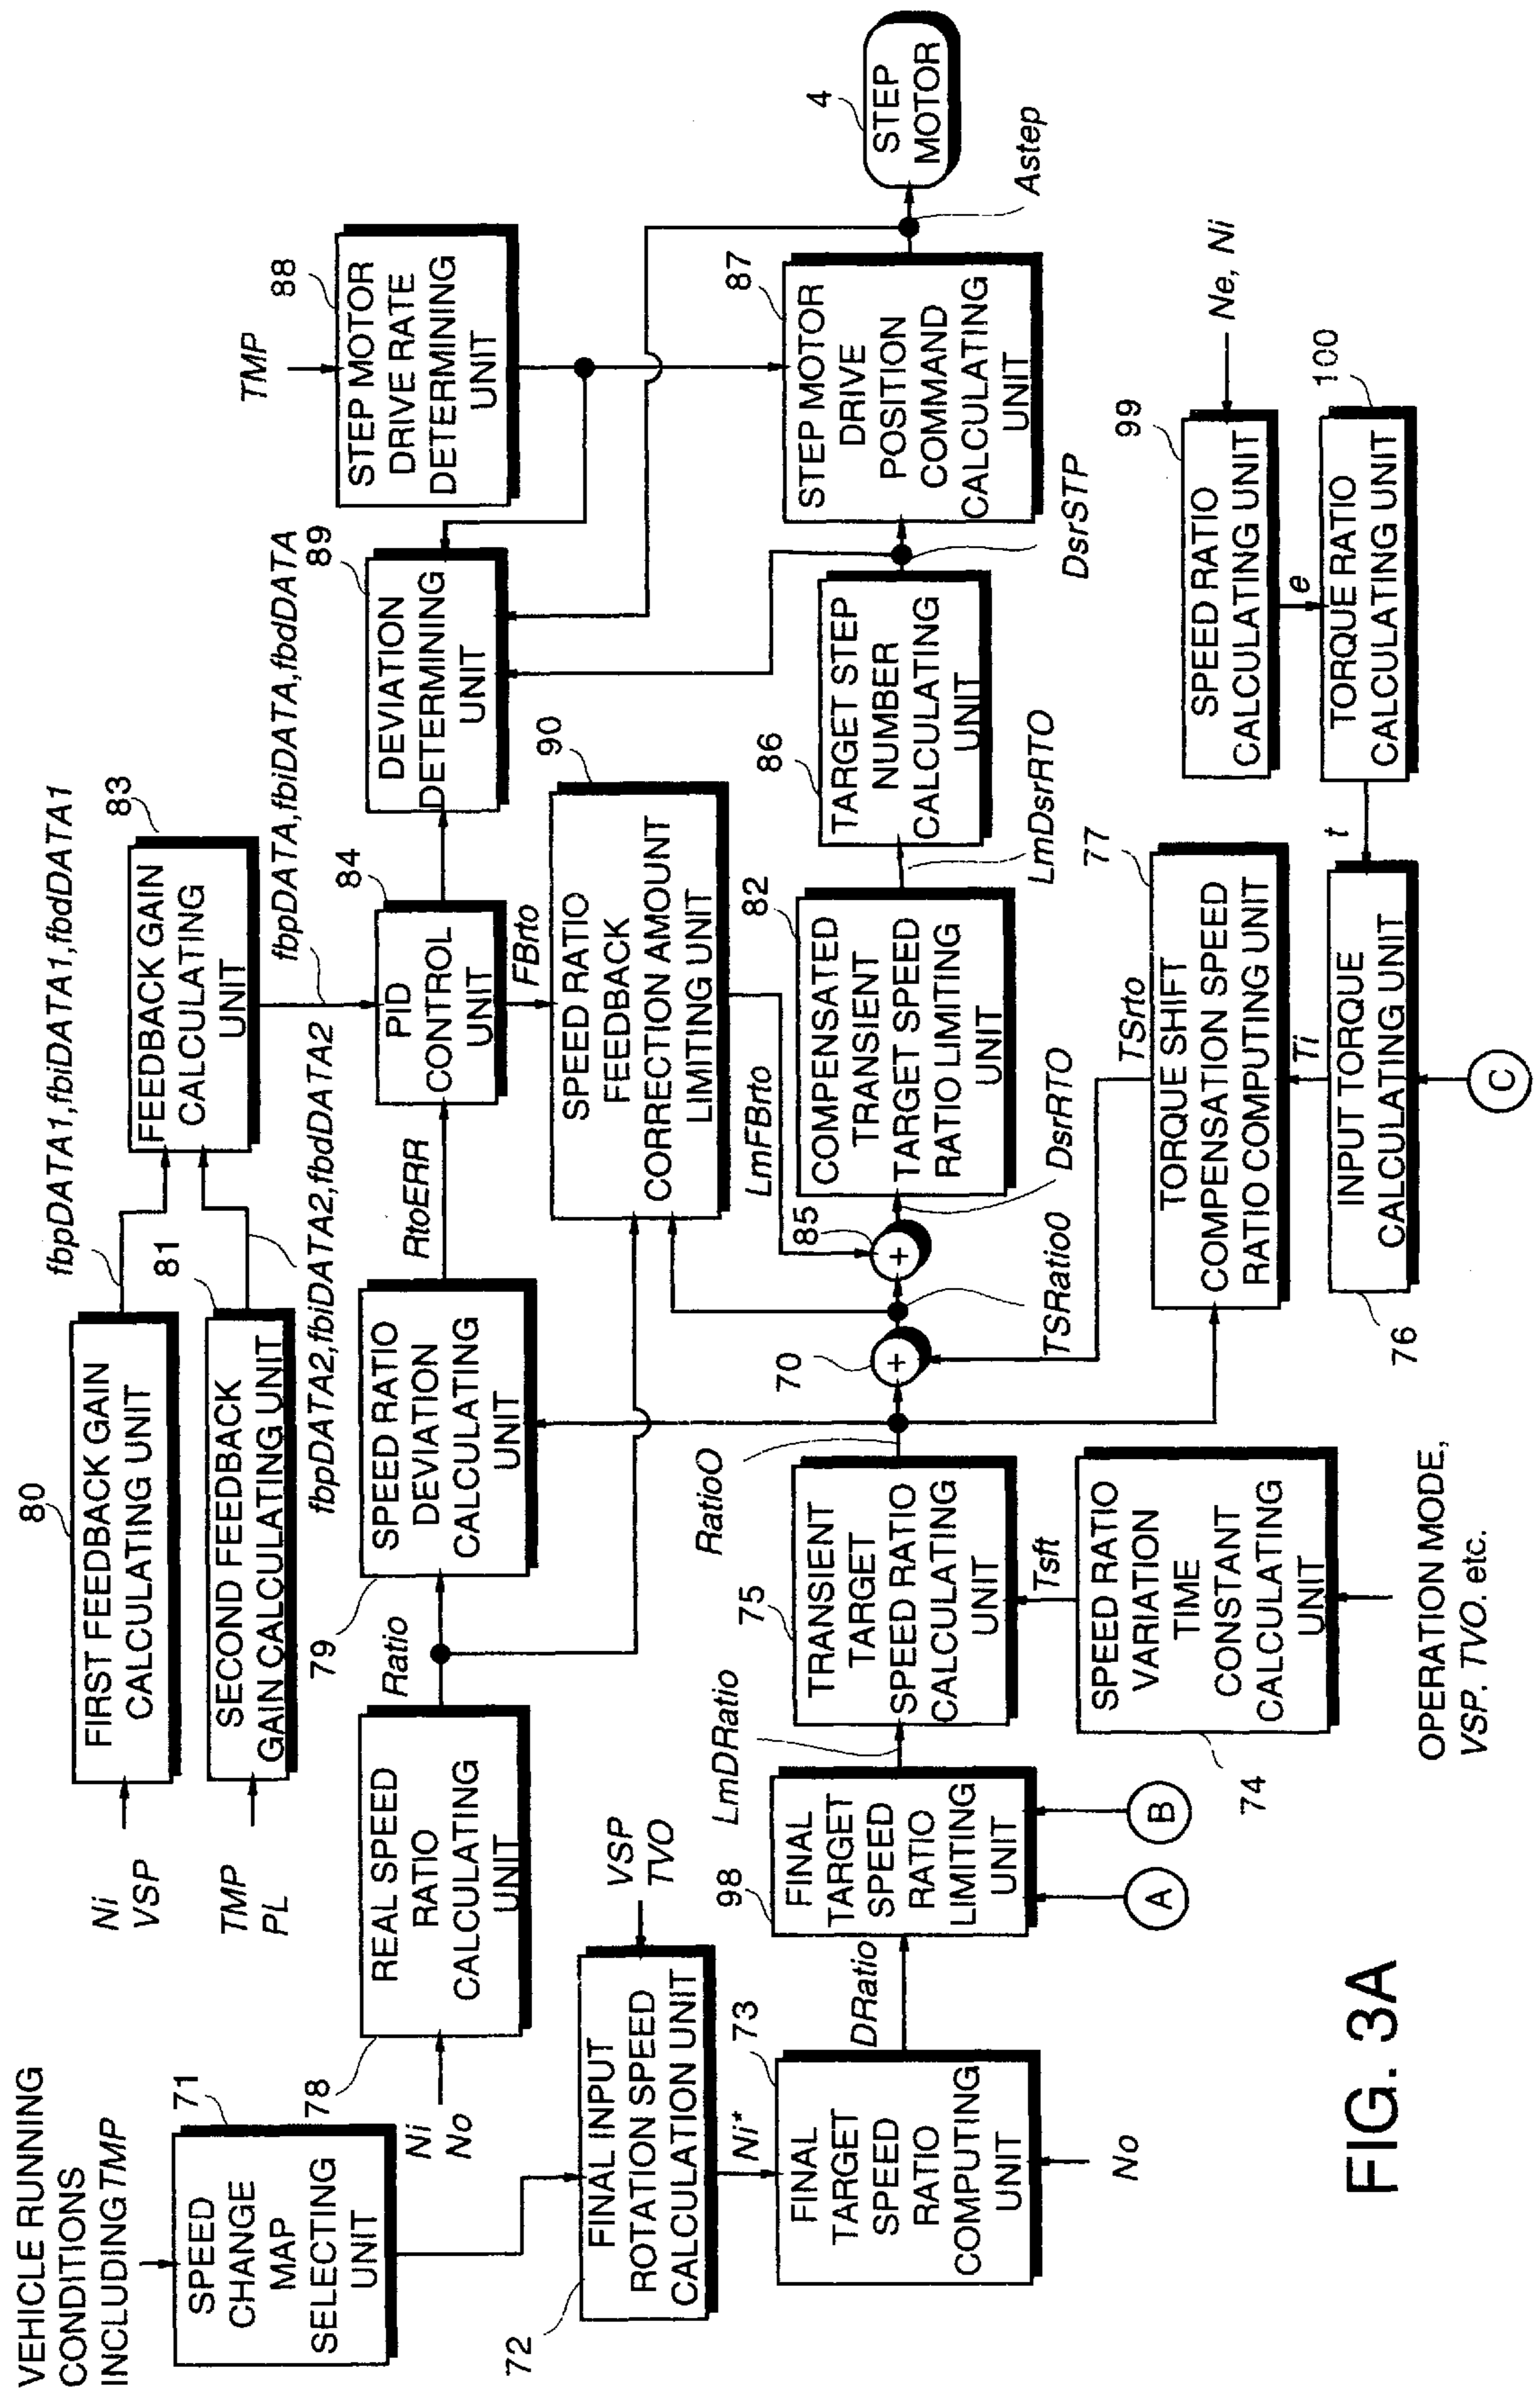 VEHICLE RUNNING
CONDITIONS
INCLUDING TMP
SPEED
CHANGE
MAP
SELECTING
UNIT
71
Ni
VSP
TMP
PL
80
FIRST FEEDBACK GAIN
CALCULATING UNIT
SECOND FEEDBACK
GAIN CALCULATING UNIT
81
fbpDATA1,fbiDATA1,fbdDATA1
fbpDATA2,fbiDATA2,fbdDATA2
83
FEEDBACK GAIN
CALCULATING
UNIT
fbpDATA,fbiDATA,fbdDATA
78
Ni
No
REAL SPEED
RATIO
CALCULATING
UNIT
Ratio
79
SPEED RATIO
DEVIATION
CALCULATING
UNIT
RtoERR
84
PID
CONTROL
UNIT
FBrto
89
DEVIATION
DETERMINING
UNIT
TMP
88
STEP MOTOR
DRIVE RATE
DETERMINING
UNIT
90
SPEED RATIO
FEEDBACK
CORRECTION AMOUNT
LIMITING UNIT
LmFBrto
72
FINAL INPUT
ROTATION SPEED
CALCULATION UNIT
VSP
TVO
Ni*
73
FINAL
TARGET
SPEED
RATIO
COMPUTING
UNIT
No
DRatio
98
FINAL
TARGET
SPEED
RATIO
LIMITING
UNIT
A
B
LmDRatio
75
TRANSIENT
TARGET
SPEED RATIO
CALCULATING
UNIT
RatioO
Tsft
74
SPEED RATIO
VARIATION
TIME
CONSTANT
CALCULATING
UNIT
OPERATION MODE,
VSP. TVO. etc.
70
+
TSRatio0
85
+
DsrRTO
82
COMPENSATED
TRANSIENT
TARGET SPEED
RATIO LIMITING
UNIT
LmDsrRTO
86
TARGET STEP
NUMBER
CALCULATING
UNIT
DsrSTP
87
STEP MOTOR
DRIVE
POSITION
COMMAND
CALCULATING
UNIT
Astep
4
STEP
MOTOR
TSrto
77
TORQUE SHIFT
COMPENSATION SPEED
RATIO COMPUTING UNIT
Ti
76
INPUT TORQUE
CALCULATING UNIT
C
t
99
SPEED RATIO
CALCULATING UNIT
Ne, Ni
e
100
TORQUE RATIO
CALCULATING UNIT
FIG. 3A